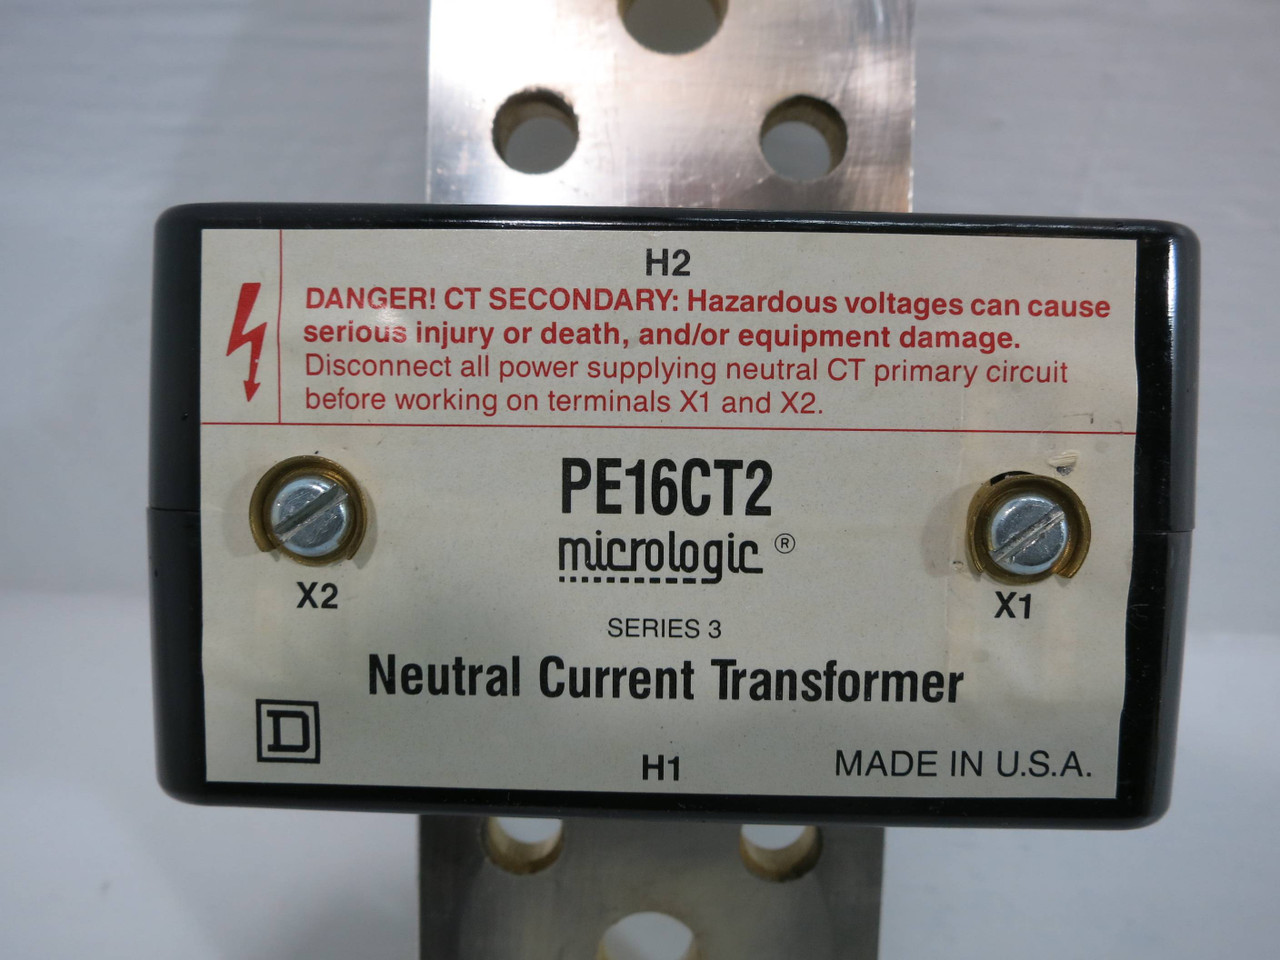 H2
DANGER! CT SECONDARY: Hazardous voltages can cause
serious injury or death, and/or equipment damage.
Disconnect all power supplying neutral CT primary circuit
before working on terminals X1 and X2.
PE16CT2
micrologic ®
X2
X1
SERIES 3
Neutral Current Transformer
D
H1
MADE IN U.S.A.